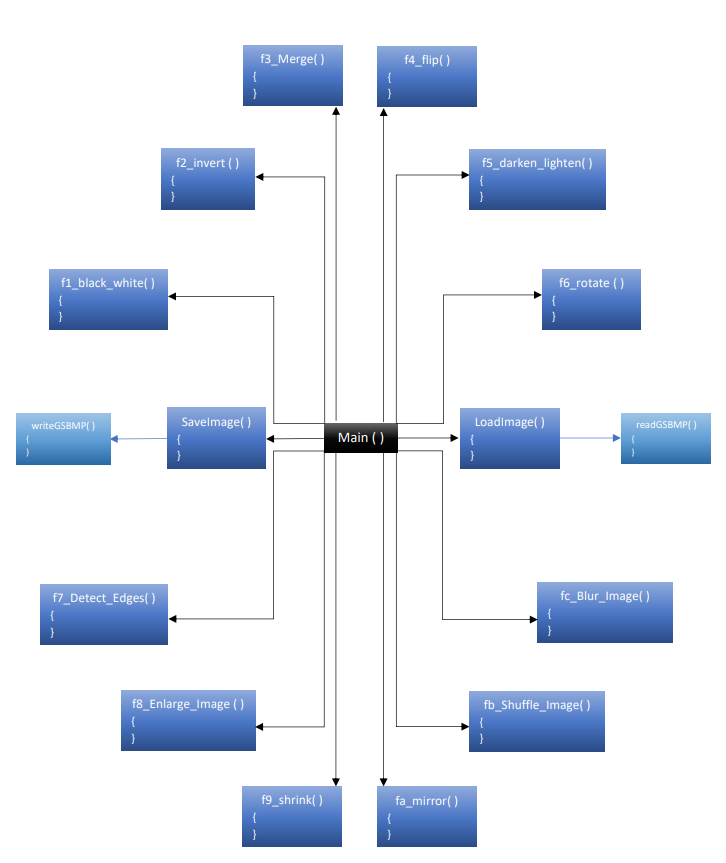 f3_Merge( )
{
}
f4_flip( )
{
}
f2_invert ( )
{
}
f5_darken_lighten( )
{
}
f1_black_white( )
{
}
f6_rotate ( )
{
}
writeGSBMP( )
{
}
SaveImage( )
{
}
Main ( )
LoadImage( )
{
}
readGSBMP( )
{
}
f7_Detect_Edges( )
{
}
fc_Blur_Image( )
{
}
f8_Enlarge_Image ( )
{
}
fb_Shuffle_Image( )
{
}
f9_shrink( )
{
}
fa_mirror( )
{
}